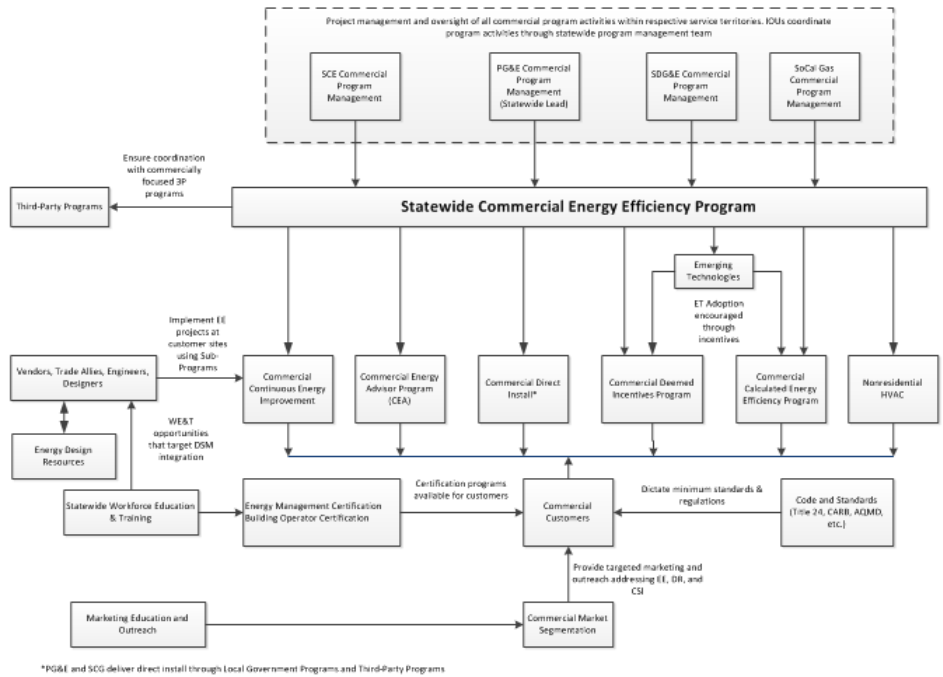 Project management and oversight of all commercial program activities within respective service territories. IOUs coordinate
program activities through statewide program management team
SCE Commercial
Program
Management
PG&E Commercial
Program
Management
(Statewide Lead)
SDG&E Commercial
Program
Management
SoCal Gas
Commercial
Program
Management
Ensure coordination
with commercially
focused 3P
programs
Third-Party Programs
Statewide Commercial Energy Efficiency Program
Emerging
Technologies
ET Adoption
encouraged
through
incentives
Implement EE
projects at
customer sites
using Sub-
Programs
Vendors, Trade Allies, Engineers,
Designers
Commercial
Continuous Energy
Improvement
Commercial Energy
Advisor Program
(CEA)
Commercial Direct
Install*
Commercial Deemed
Incentives Program
Commercial
Calculated Energy
Efficiency Program
Nonresidential
HVAC
WE&T
opportunities
that target DSM
integration
Energy Design
Resources
Statewide Workforce Education
& Training
Energy Management Certification
Building Operator Certification
Certification programs
available for customers
Commercial
Customers
Dictate minimum standards &
regulations
Code and Standards
(Title 24, CARB, AQMD,
etc.)
Provide targeted marketing and
outreach addressing EE, DR, and
CSI
Marketing Education and
Outreach
Commercial Market
Segmentation
*PG&E and SCG deliver direct install through Local Government Programs and Third-Party Programs